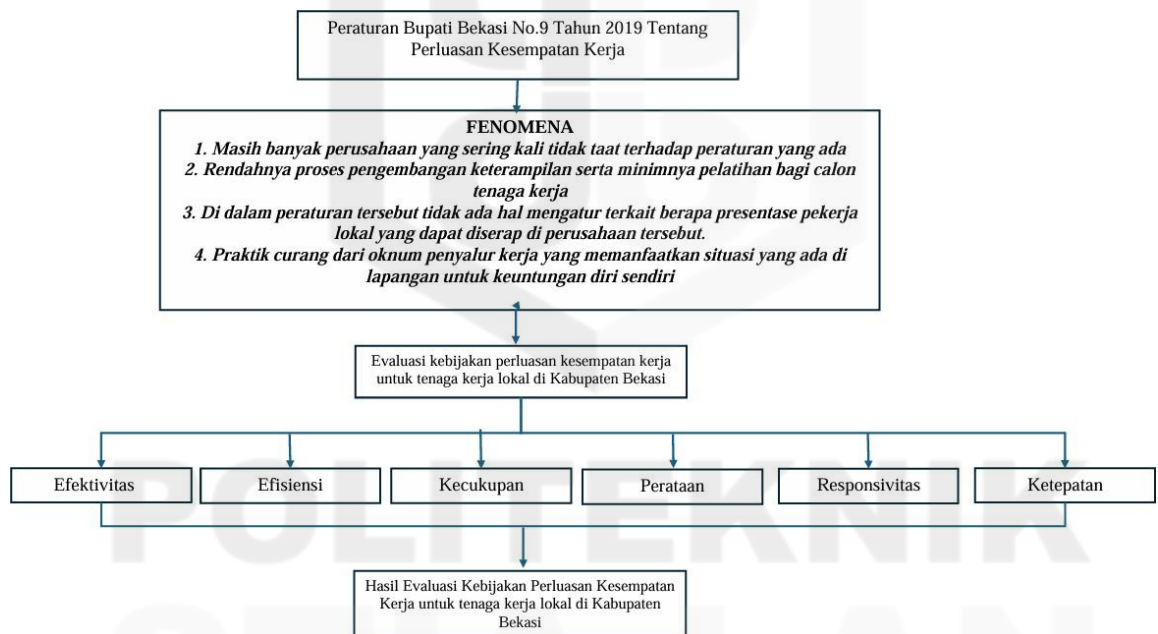 Peraturan Bupati Bekasi No.9 Tahun 2019 Tentang
Perluasan Kesempatan Kerja
FENOMENA
1. Masih banyak perusahaan yang sering kali tidak taat terhadap peraturan yang ada
2. Rendahnya proses pengembangan keterampilan serta minimnya pelatihan bagi calon
tenaga kerja
3. Di dalam peraturan tersebut tidak ada hal mengatur terkait berapa presentase pekerja
lokal yang dapat diserap di perusahaan tersebut.
4. Praktik curang dari oknum penyalur kerja yang memanfaatkan situasi yang ada di
lapangan untuk keuntungan diri sendiri
Evaluasi kebijakan perluasan kesempatan kerja
untuk tenaga kerja lokal di Kabupaten Bekasi
Efektivitas
Efisiensi
Kecukupan
Perataan
Responsivitas
Ketepatan
POLITEKNIK
Hasil Evaluasi Kebijakan Perluasan Kesempatan
Kerja untuk tenaga kerja lokal di Kabupaten
Bekasi